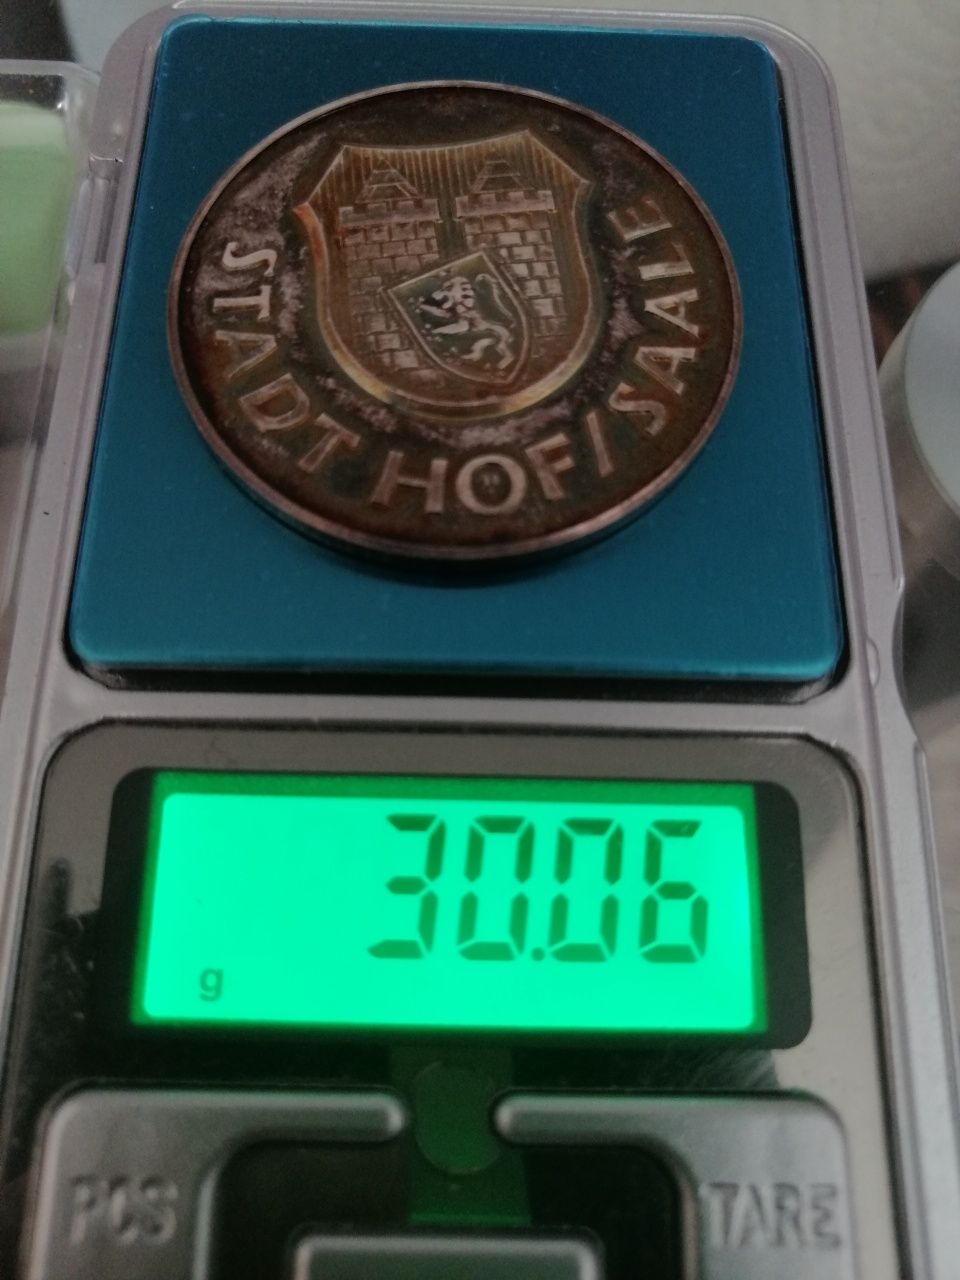 STADT HOF/SAALE
30.06
g
PCS
TARE